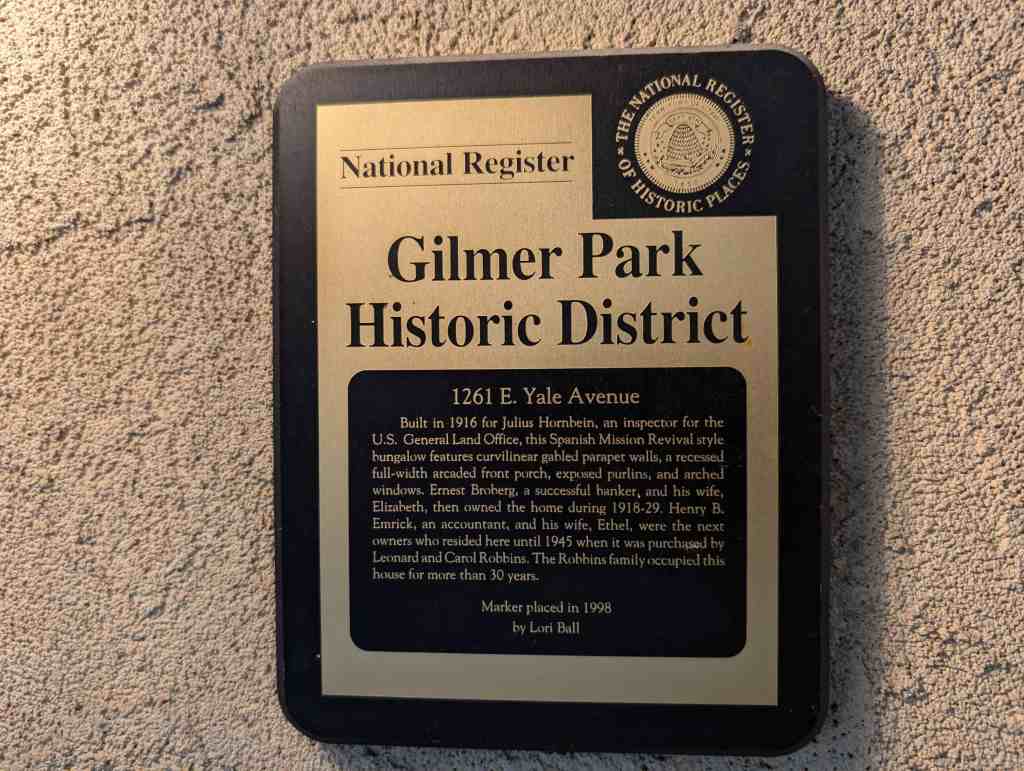 THE NATIONAL REGISTER
OF HISTORIC PLACES
National Register
Gilmer Park
Historic District
1261 E. Yale Avenue
Built in 1916 for Julius Hornbein, an inspector for the
U.S. General Land Office, this Spanish Mission Revival style
bungalow features curvilinear gabled parapet walls, a recessed
full-width arcaded front porch, exposed purlins, and arched
windows. Ernest Broberg, a successful banker, and his wife,
Elizabeth, then owned the home during 1918-29. Henry B.
Emrick, an accountant, and his wife, Ethel, were the next
owners who resided here until 1945 when it was purchased by
Leonard and Carol Robbins. The Robbins family occupied this
house for more than 30 years.
Marker placed in 1998
by Lori Ball